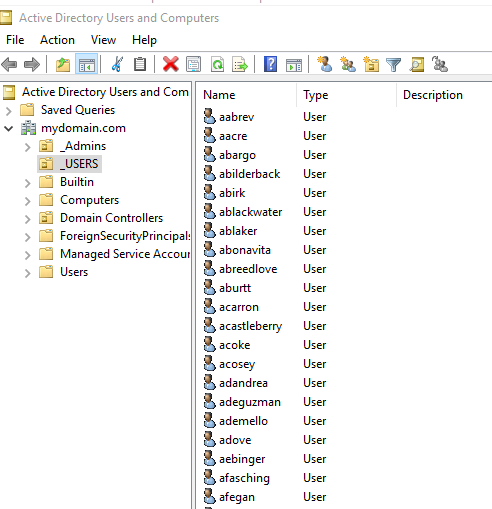 Active Directory Users and Computers
File Action View Help
Active Directory Users and Com
Saved Queries
mydomain.com
_Admins
_USERS
Builtin
Computers
Domain Controllers
ForeignSecurityPrincipals
Managed Service Accour
Users
Name Type Description
aabrev User
aacre User
abargo User
abilderback User
abirk User
ablackwater User
ablaker User
abonavita User
abreedlove User
aburtt User
acarron User
acastleberry User
acoke User
acosey User
adandrea User
adeguzman User
ademello User
adove User
aebinger User
afasching User
afegan User